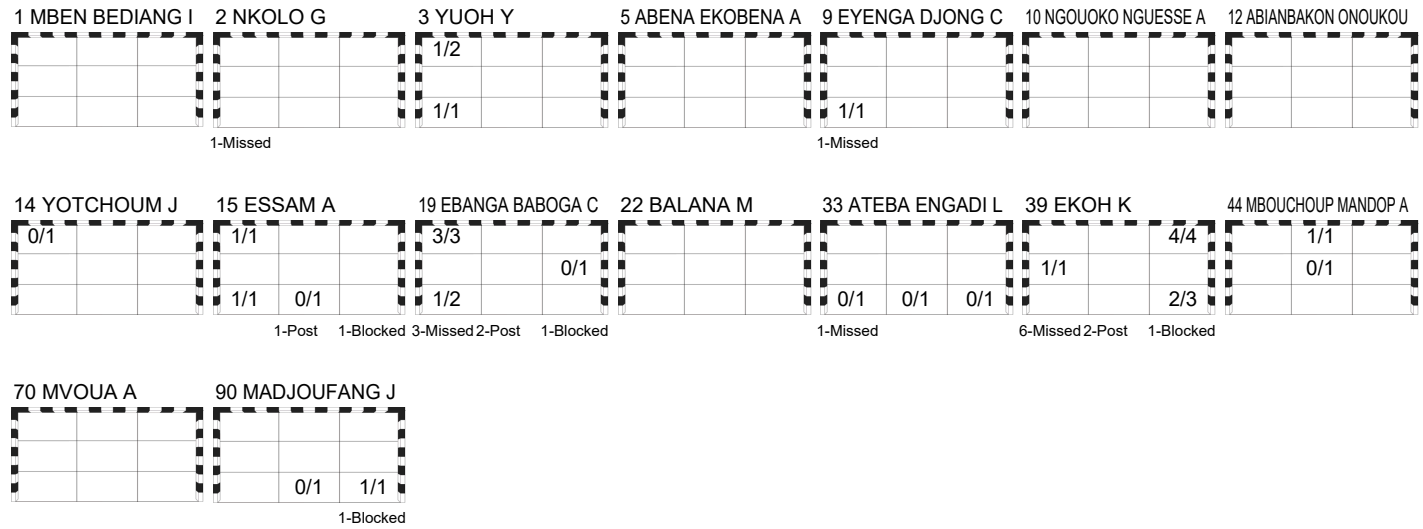 1 MBEN BEDIANG I 2 NKOLO G 3 YUOH Y 5 ABENA EKOBENA A 9 EYENGA DJONG C 10 NGOUOKO NGUESSE A 12 ABIANBAKON ONOUKOU
1/2
1/1 1/1
1-Missed 1-Missed
14 YOTCHOUM J 15 ESSAM A 19 EBANGA BABOGA C 22 BALANA M 33 ATEBA ENGADI L 39 EKOH K 44 MBOUCHOUP MANDOP A
0/1 1/1 3/3 4/4 1/1
0/1 1/1 0/1
1/1 0/1 1/2 0/1 0/1 0/1 2/3
1-Post 1-Blocked 3-Missed 2-Post 1-Blocked 1-Missed 6-Missed 2-Post 1-Blocked
70 MVOUA A 90 MADJOUFANG J
0/1 1/1
1-Blocked